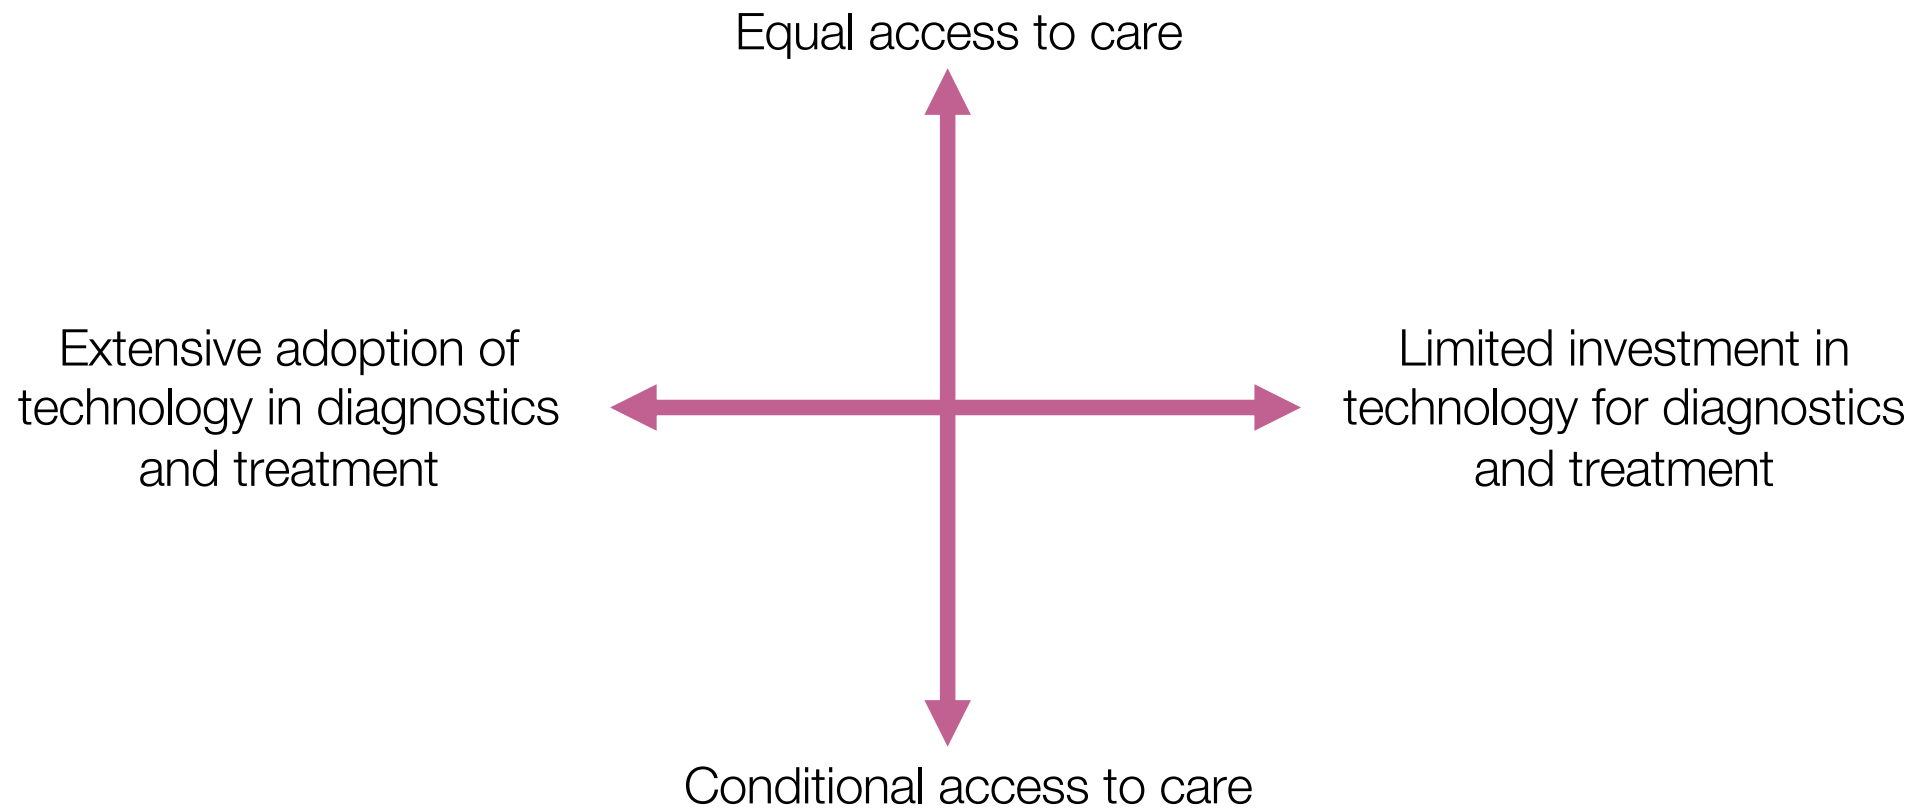 Equal access to care
Extensive adoption of
technology in diagnostics
and treatment
Limited investment in
technology for diagnostics
and treatment
Conditional access to care